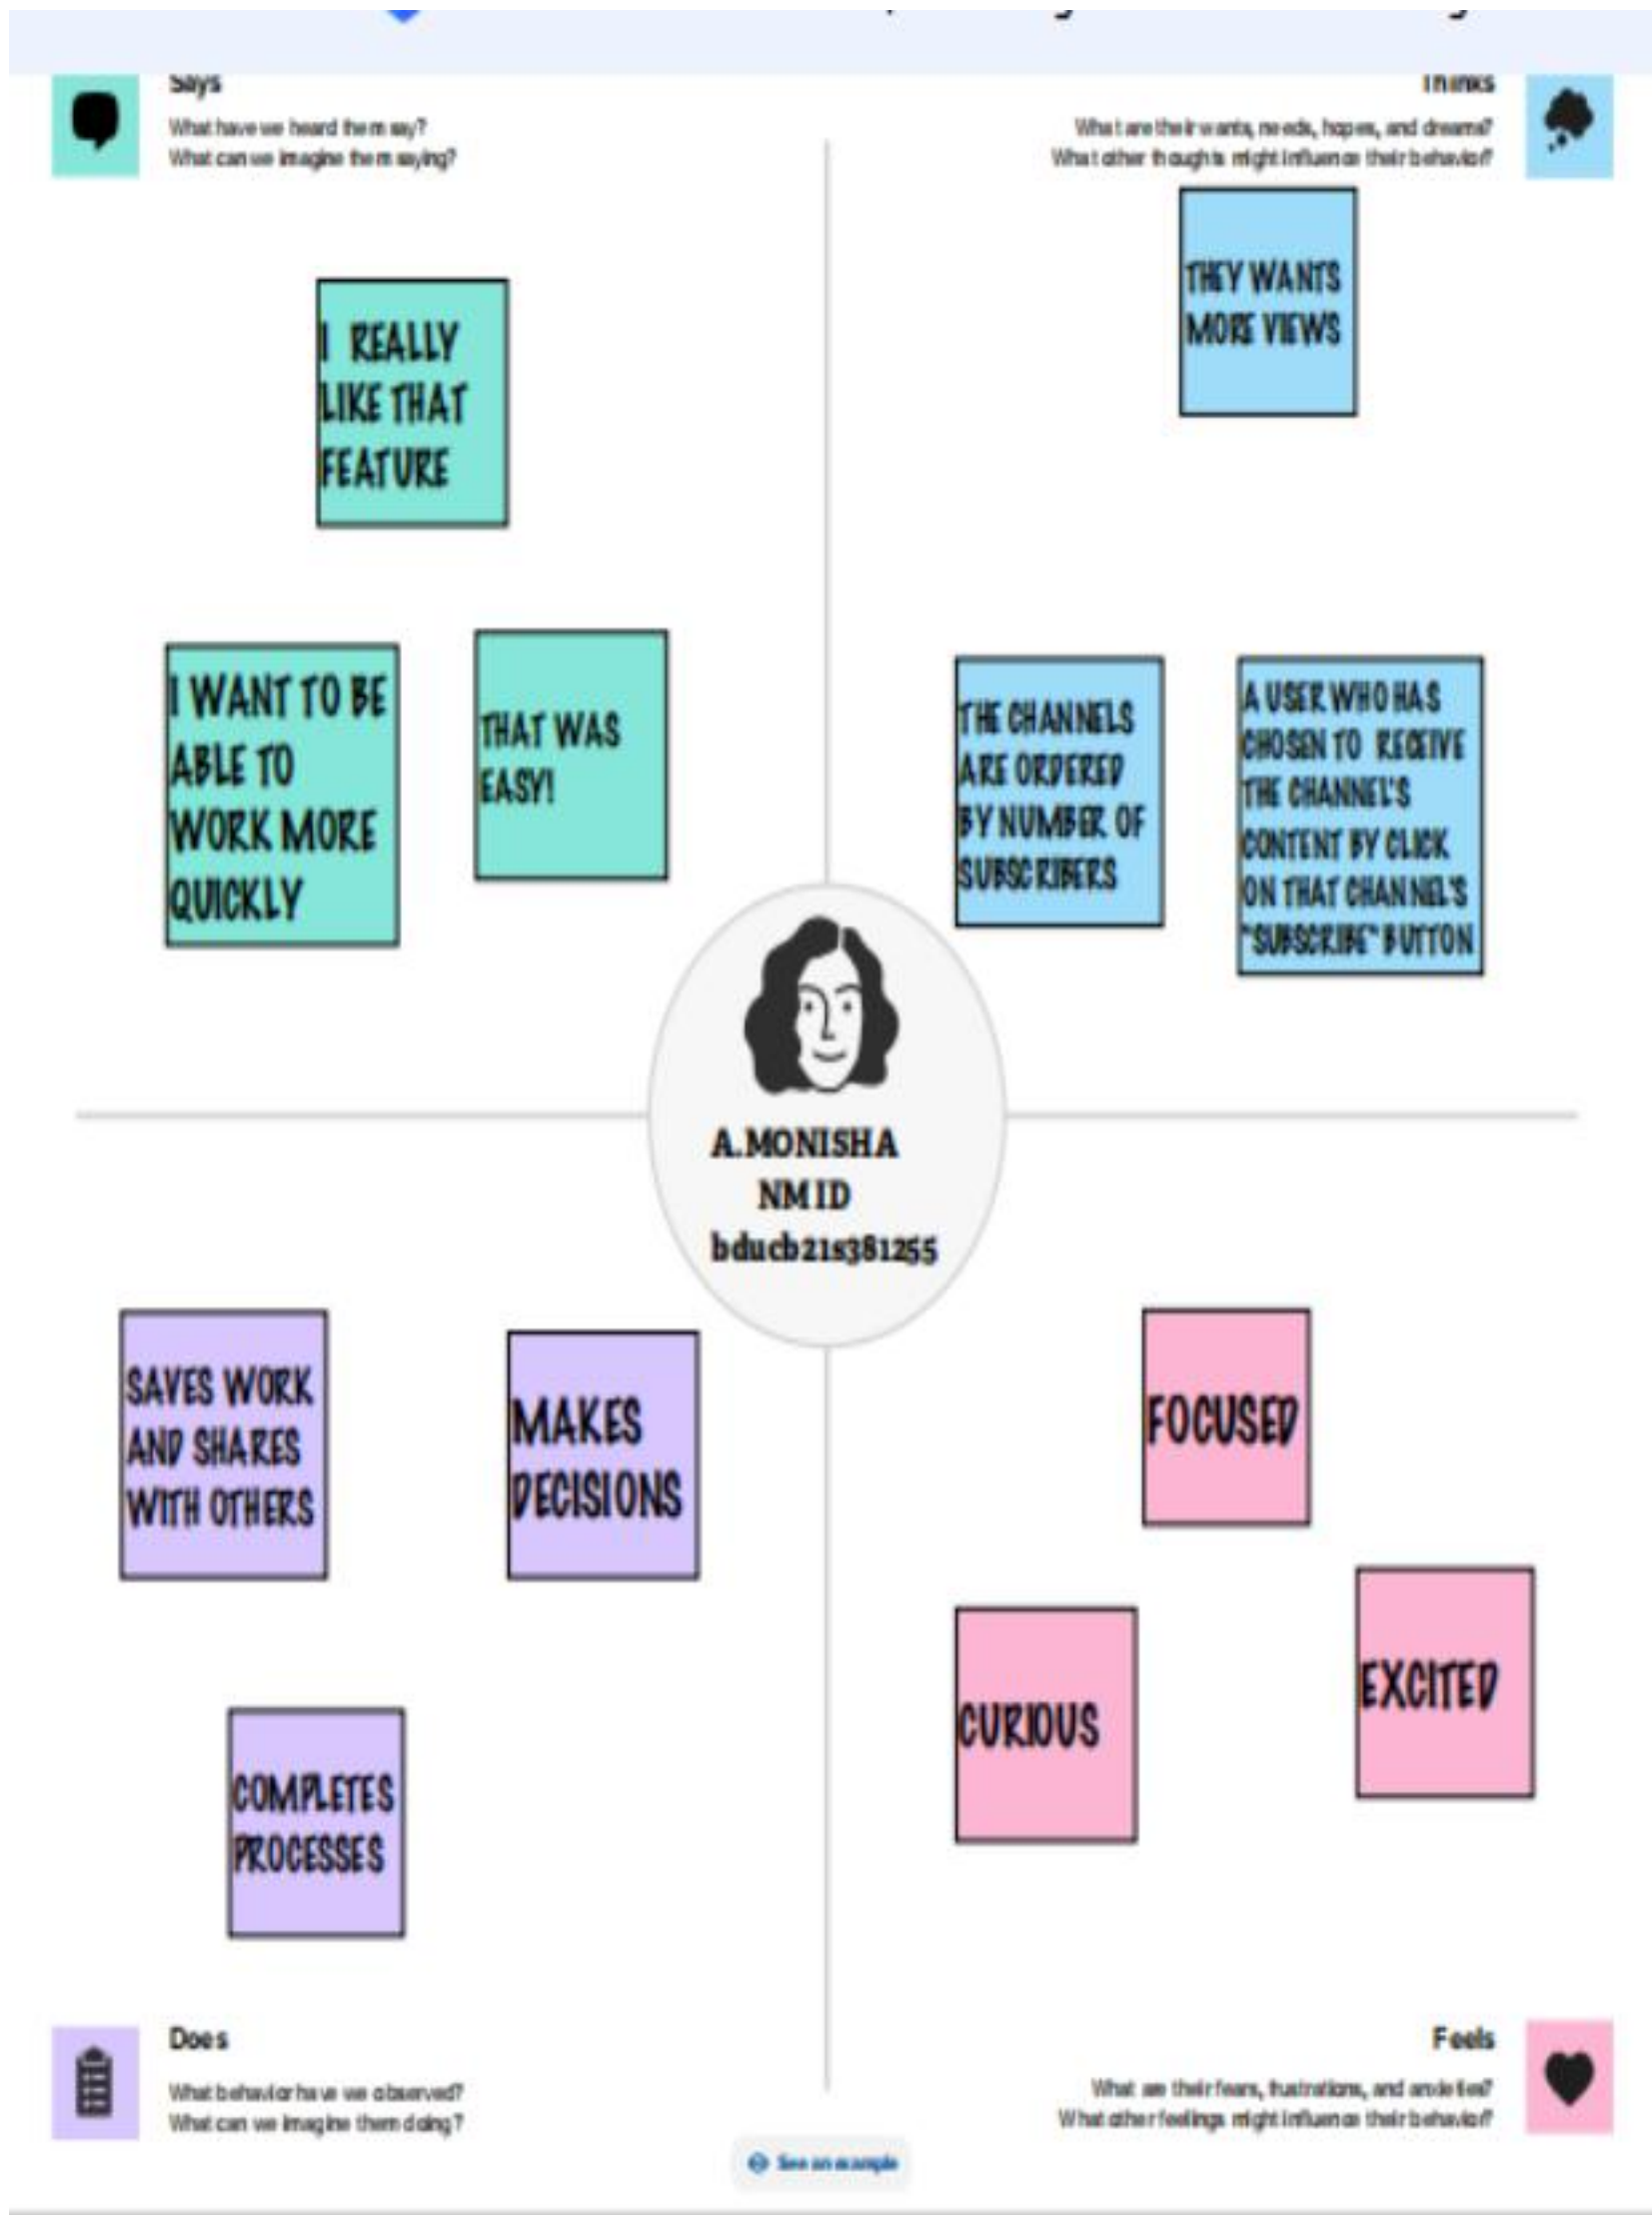 Says
What have we heard them say?
What can we imagine them saying?
Thinks
What are their wants, needs, hopes, and dreams?
What other thoughts might influence their behavior?
I REALLY
LIKE THAT
FEATURE
I WANT TO BE
ABLE TO
WORK MORE
QUICKLY
THAT WAS
EASY!
THEY WANTS
MORE VIEWS
THE CHANNELS
ARE ORDERED
BY NUMBER OF
SUBSCRIBERS
A USER WHO HAS
CHOSEN TO RECEIVE
THE CHANNEL'S
CONTENT BY CLICK
ON THAT CHANNEL'S
"SUBSCRIBE" BUTTON
A.MONISHA
NM ID
bducb21s381255
SAVES WORK
AND SHARES
WITH OTHERS
MAKES
DECISIONS
COMPLETES
PROCESSES
FOCUSED
CURIOUS
EXCITED
Does
What behavior have we observed?
What can we imagine them doing?
Feels
What are their fears, frustrations, and anxieties?
What other feelings might influence their behavior?
See an example